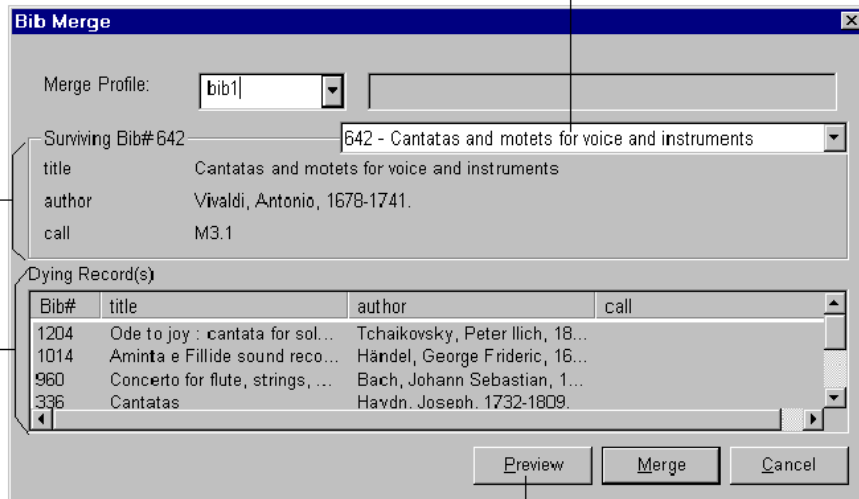 Bib Merge
Merge Profile: bib1
Surviving Bib# 642 642 - Cantatas and motets for voice and instruments
title Cantatas and motets for voice and instruments
author Vivaldi, Antonio, 1678-1741.
call M3.1
Dying Record(s)
Bib# title author call
1204 Ode to joy : cantata for sol... Tchaikovsky, Peter Ilich, 18...
1014 Aminta e Fillide sound reco... Händel, George Frideric, 16...
960 Concerto for flute, strings, ... Bach, Johann Sebastian, 1...
336 Cantatas Haydn, Joseph, 1732-1809.
Preview Merge Cancel